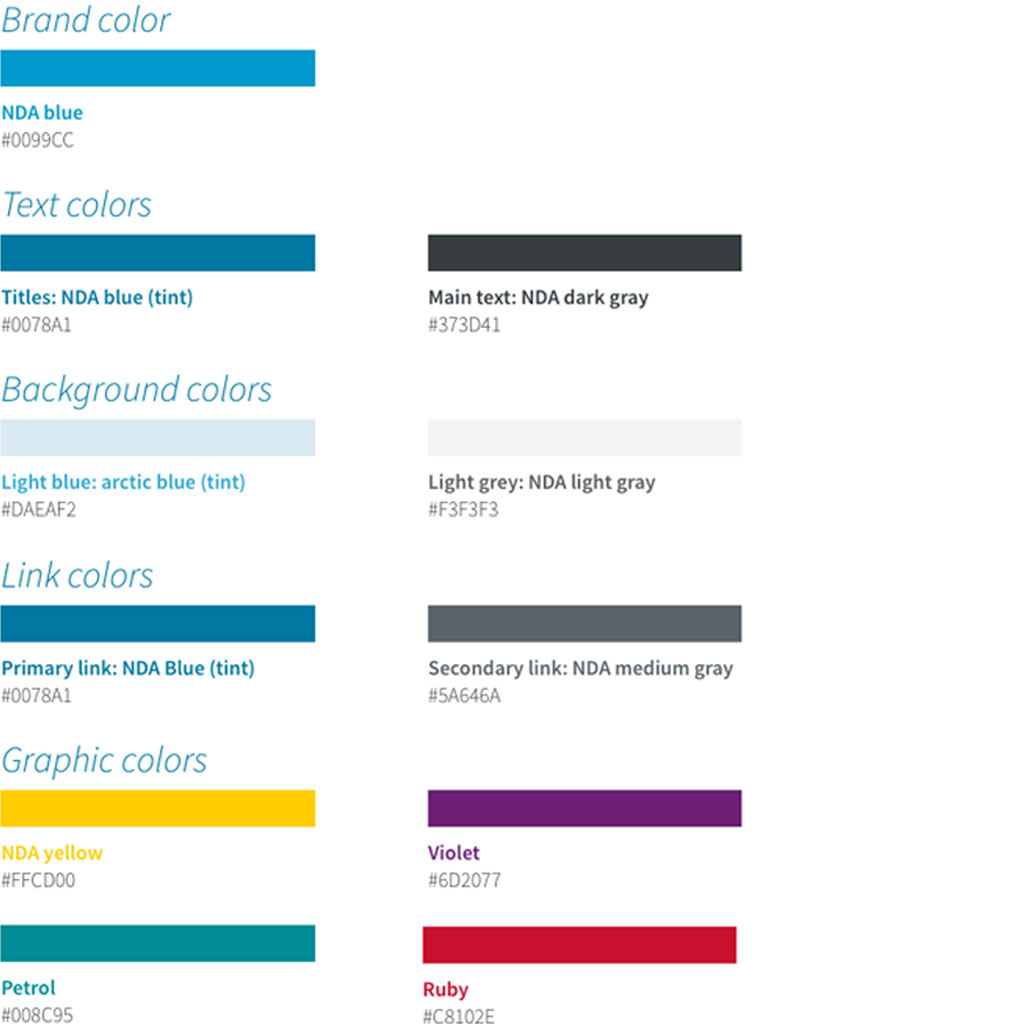 Brand color
NDA blue
#0099CC
Text colors
Titles: NDA blue (tint)
#0078A1
Main text: NDA dark gray
#373D41
Background colors
Light blue: arctic blue (tint)
#DAEAF2
Light grey: NDA light gray
#F3F3F3
Link colors
Primary link: NDA Blue (tint)
#0078A1
Secondary link: NDA medium gray
#5A646A
Graphic colors
NDA yellow
#FFCD00
Violet
#6D2077
Petrol
#008C95
Ruby
#C8102E